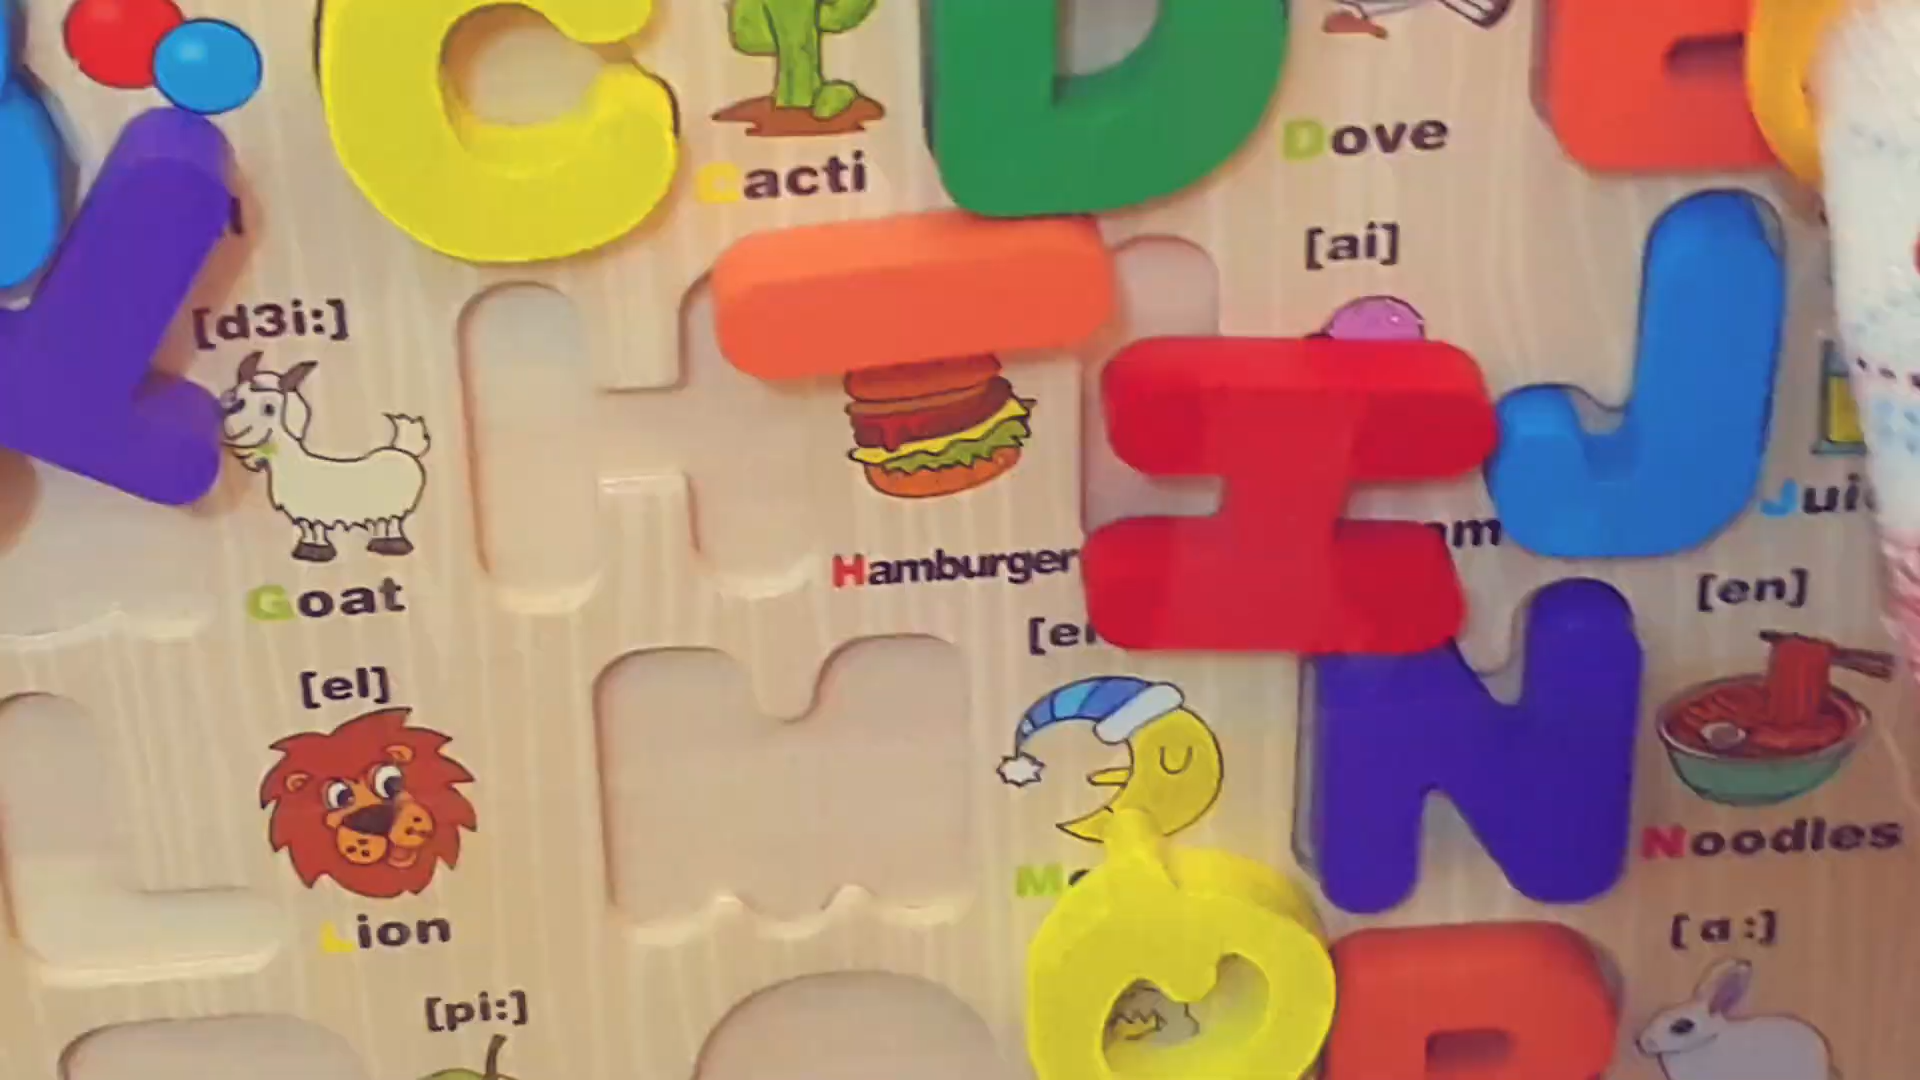 C
D
Cacti
Dove
[ai]
J
[d3i:]
Goat
Hamburger
I
[en]
[el]
N
Noodles
Lion
[a:]
[pi:]
Q
R